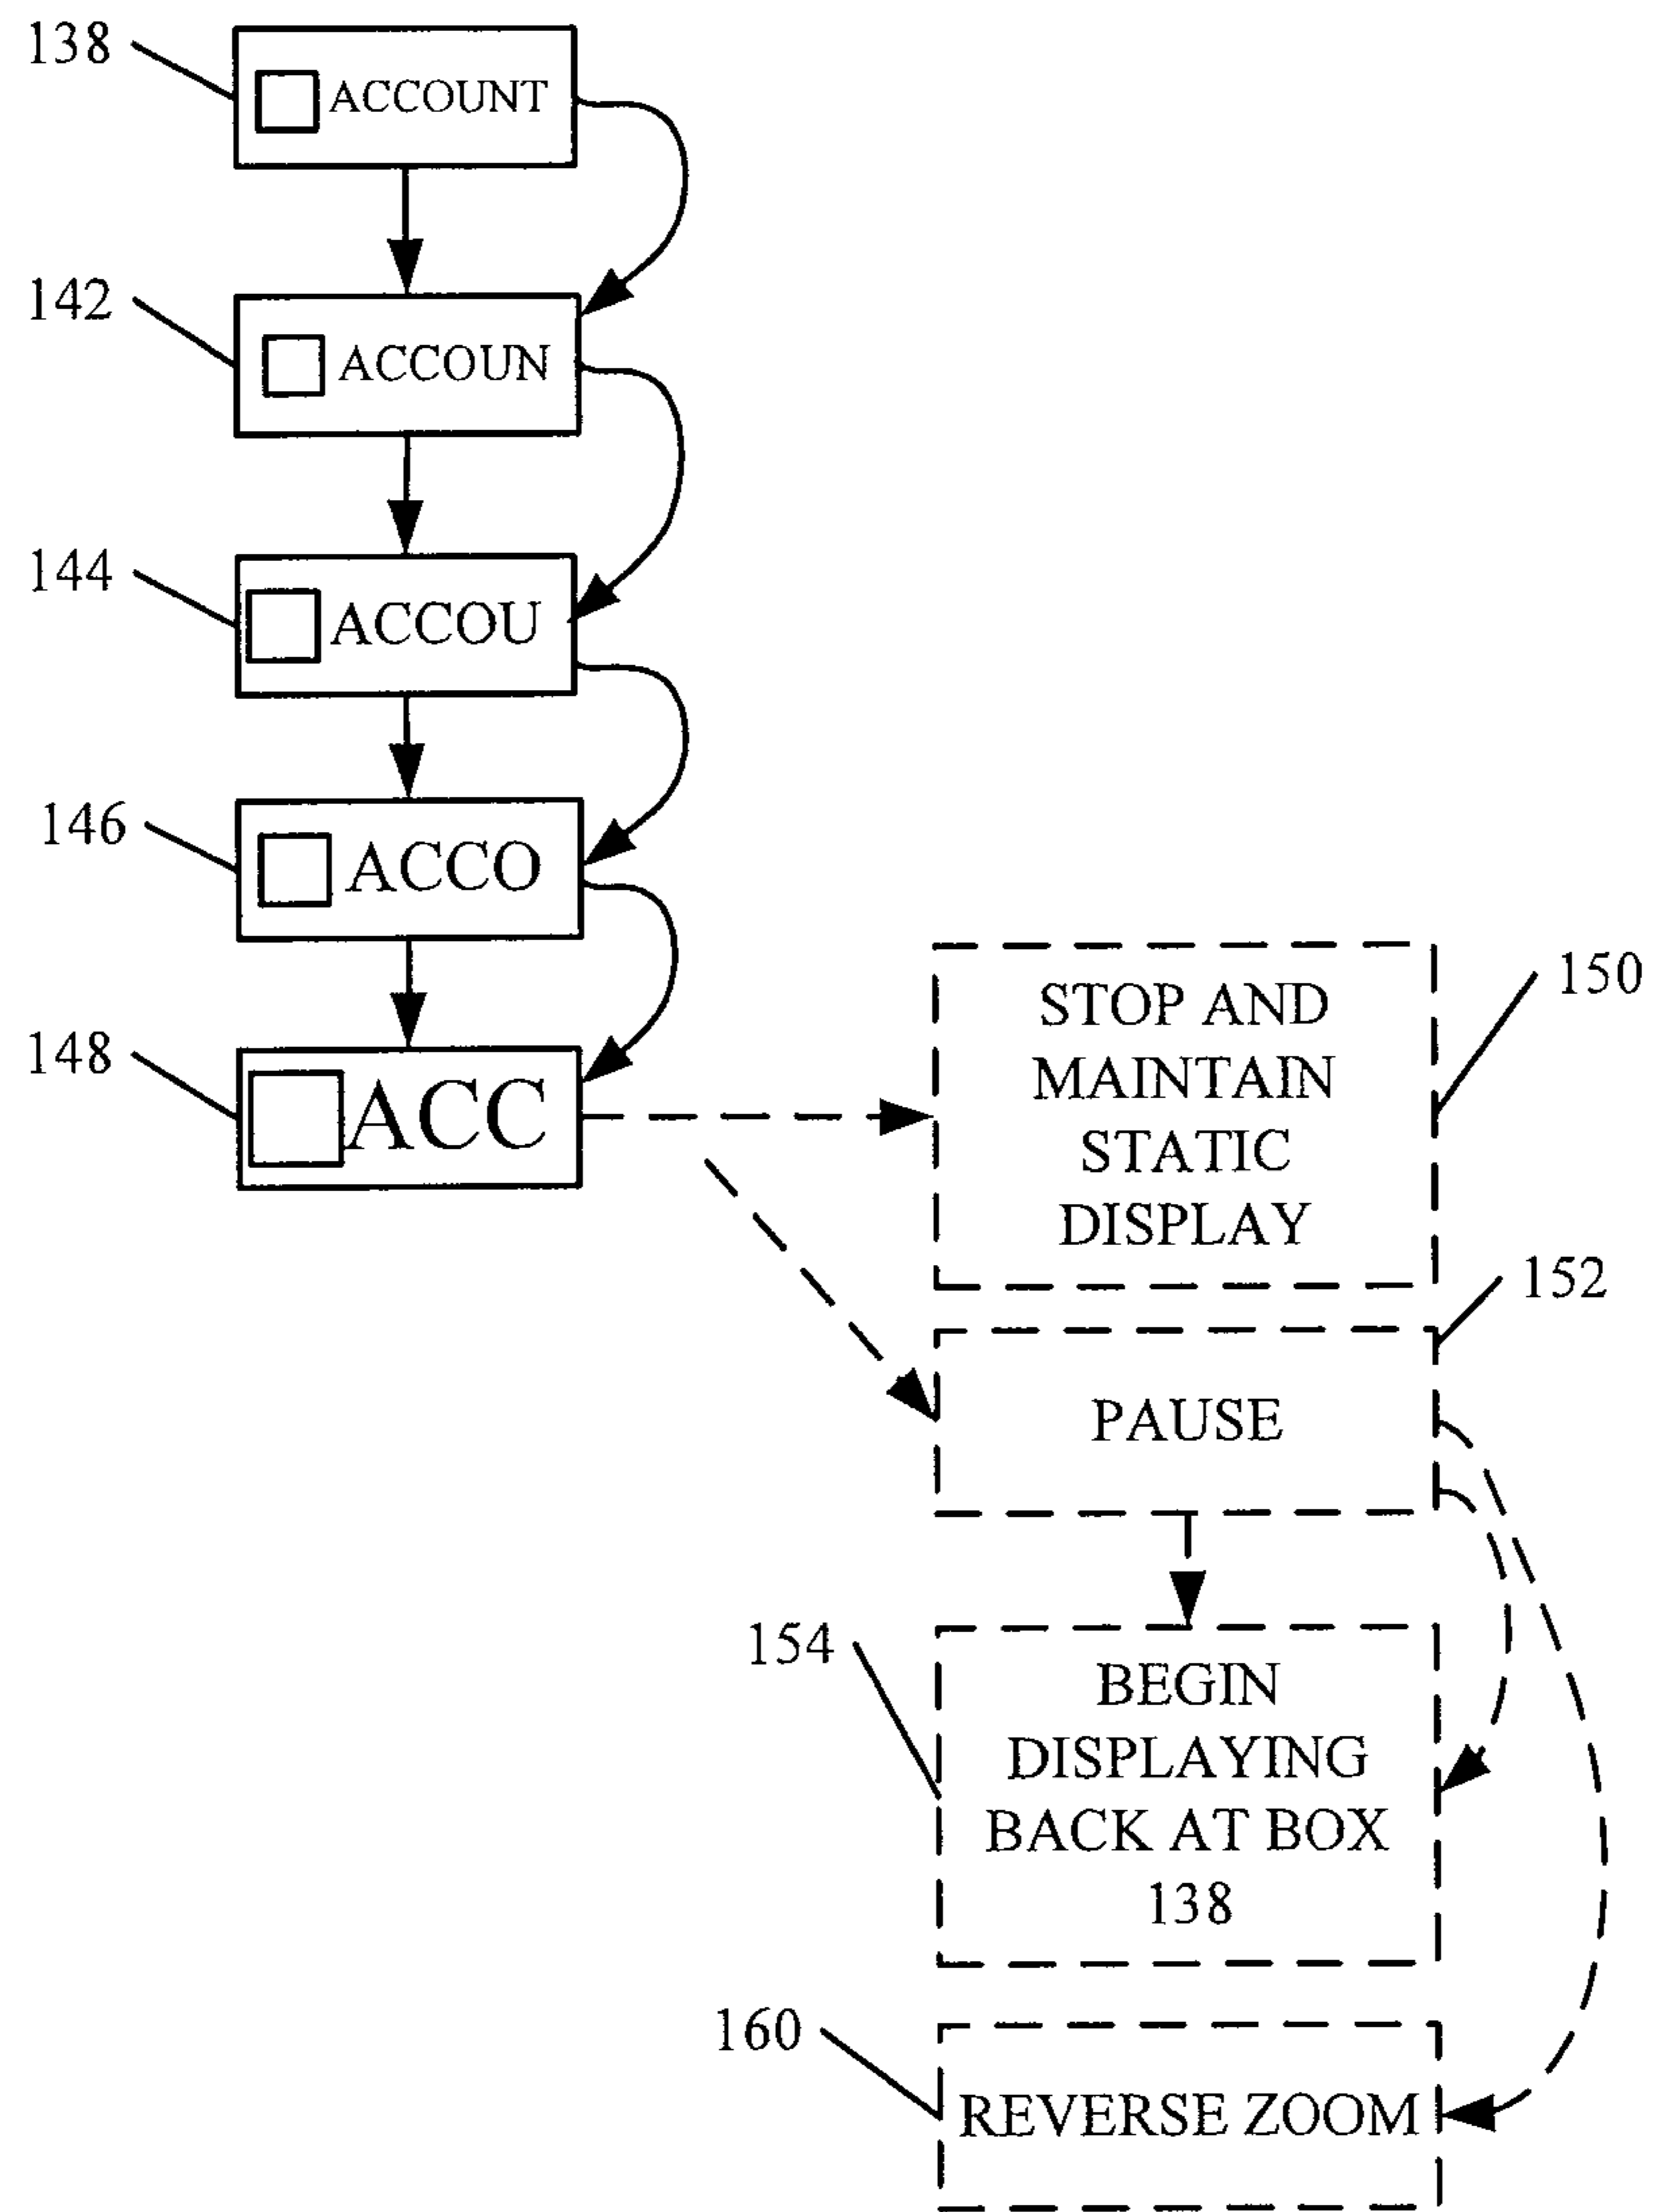 138
ACCOUNT
142
ACCOUN
144
ACCOU
146
ACCO
148
ACC
150
STOP AND
MAINTAIN
STATIC
DISPLAY
152
PAUSE
154
BEGIN
DISPLAYING
BACK AT BOX
138
160
REVERSE ZOOM